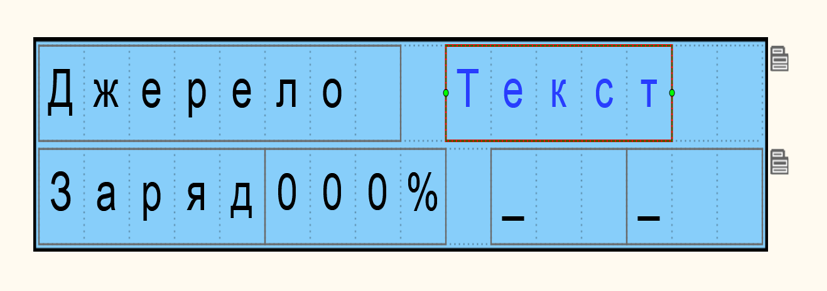 Джерело Текст
Заряд000% _ _